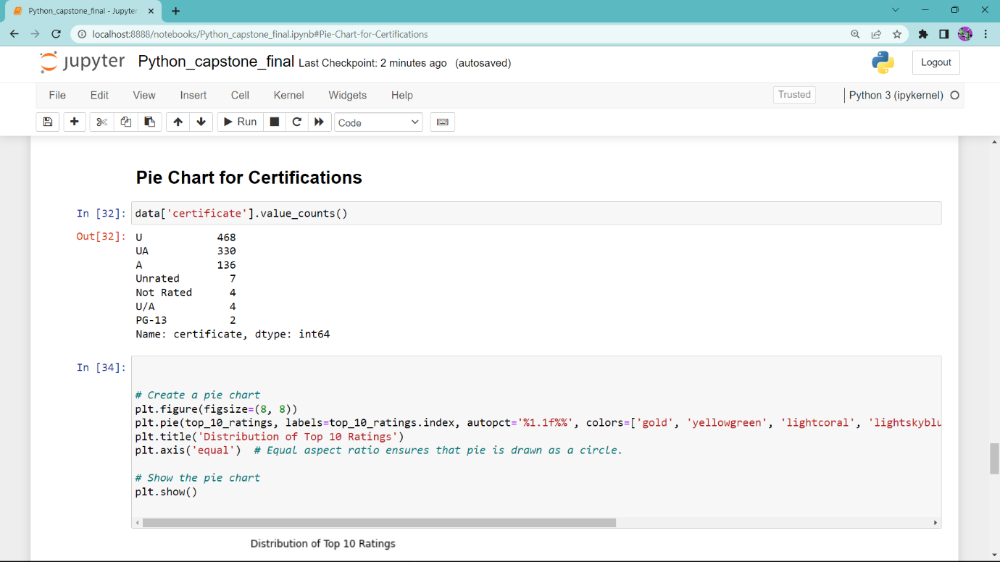 Python_capstone_final - Jupyter
localhost:8888/notebooks/Python_capstone_final.ipynb#Pie-Chart-for-Certifications
jupyter Python_capstone_final Last Checkpoint: 2 minutes ago (autosaved)
Logout
File Edit View Insert Cell Kernel Widgets Help
Trusted
Python 3 (ipykernel)
Run
Code
Pie Chart for Certifications
In [32]: data['certificate'].value_counts()
Out[32]: U 468
UA 330
A 136
Unrated 7
Not Rated 4
U/A 4
PG-13 2
Name: certificate, dtype: int64
In [34]:
# Create a pie chart
plt.figure(figsize=(8, 8))
plt.pie(top_10_ratings, labels=top_10_ratings.index, autopct='%1.1f%%', colors=['gold', 'yellowgreen', 'lightcoral', 'lightskyblu
plt.title('Distribution of Top 10 Ratings')
plt.axis('equal') # Equal aspect ratio ensures that pie is drawn as a circle.
# Show the pie chart
plt.show()
Distribution of Top 10 Ratings